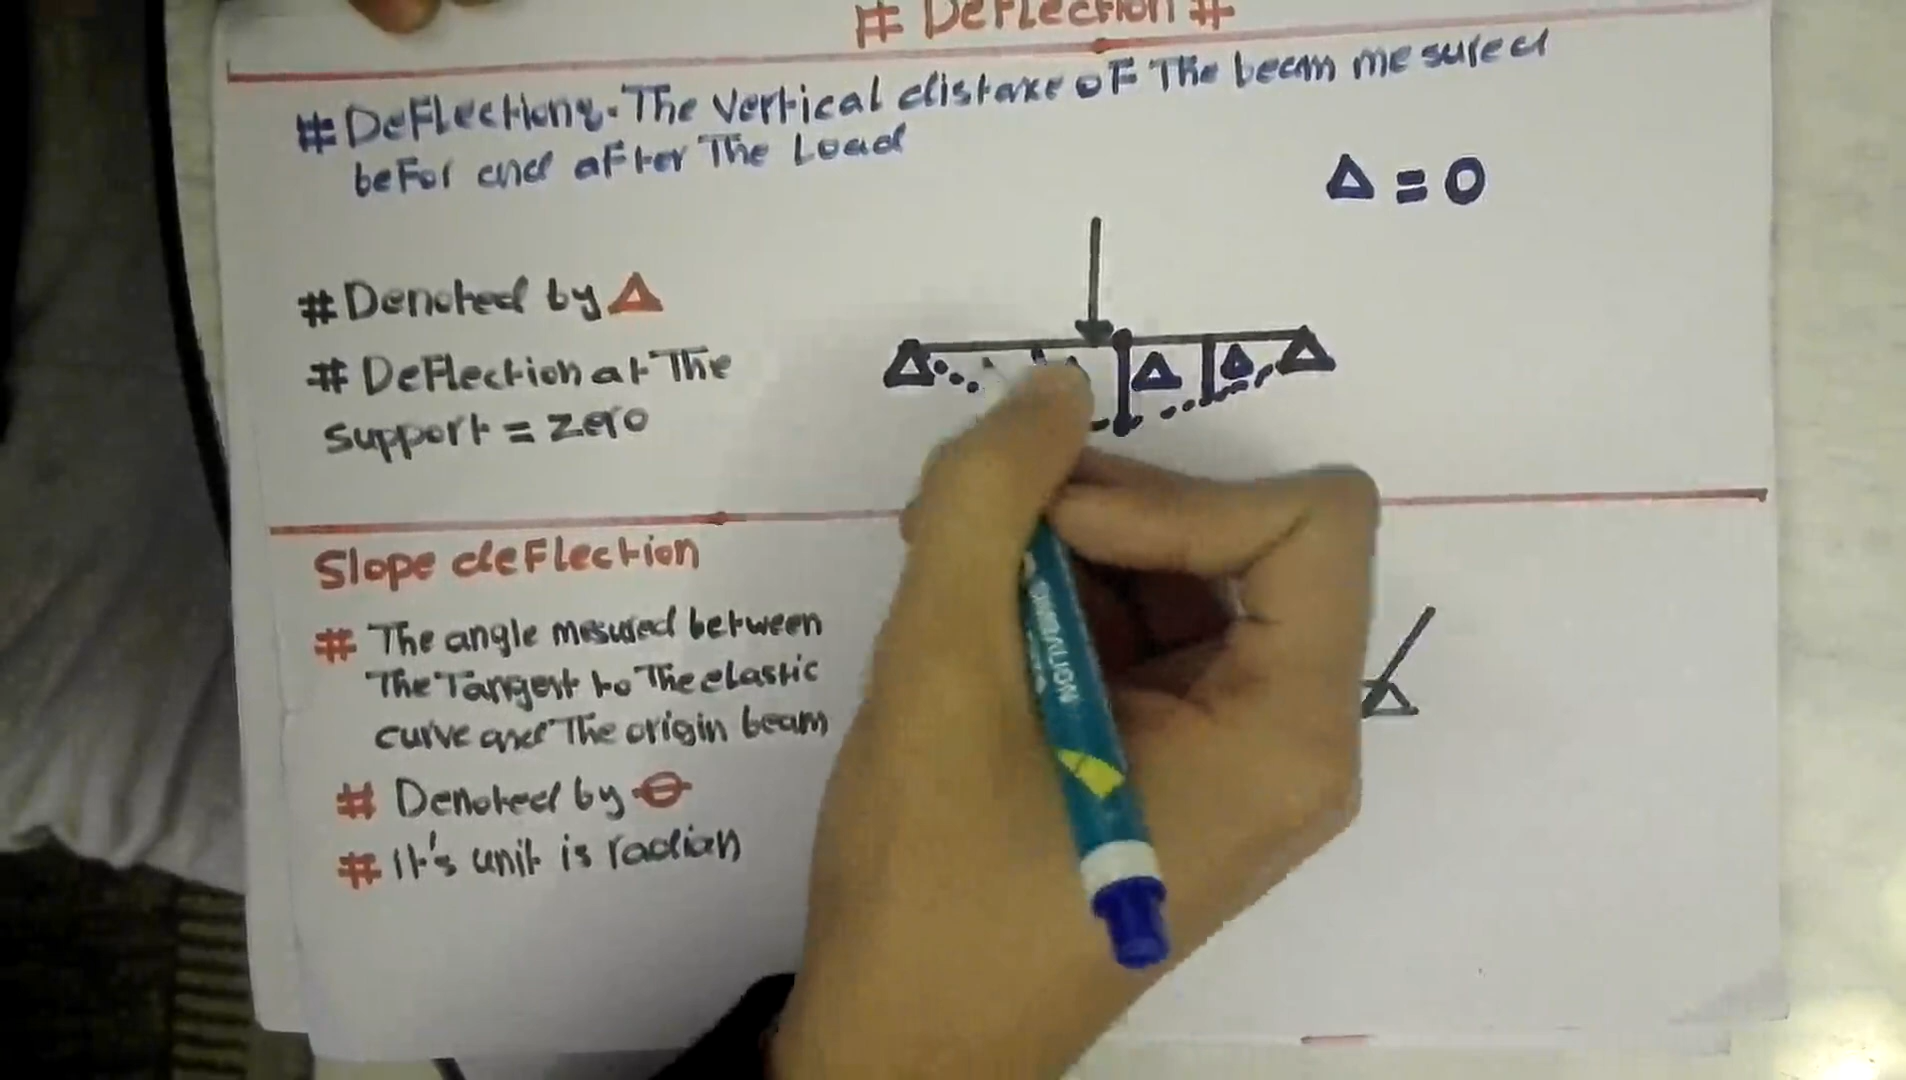 # Deflection #
# Deflection:. The vertical distance of The beam mesured
befor and after The Load
Δ = 0
# Denoted by Δ
# Deflection at The
support = zero
Δ Δ
Slope deflection
# The angle mesured between
The Tangent to The elastic
curve and The origin beam
# Denoted by θ
# it's unit is radian